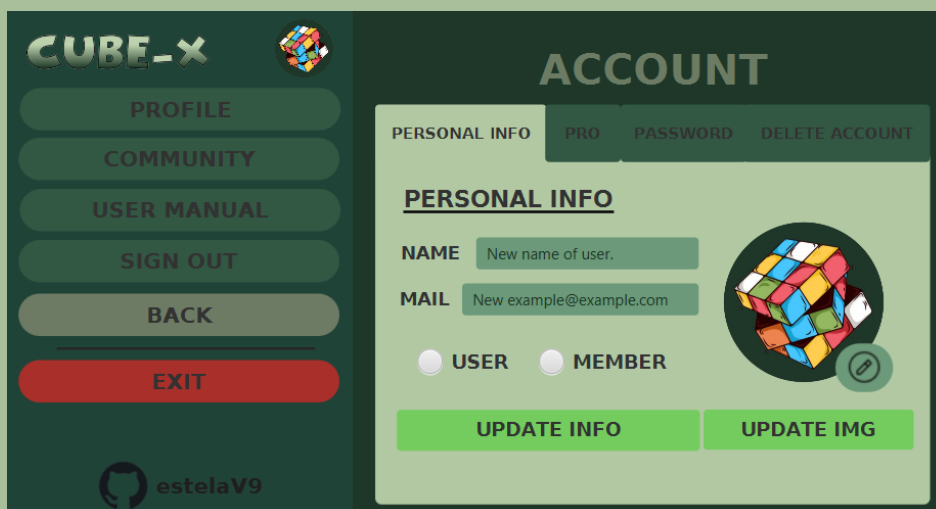 CUBE-X
PROFILE
COMMUNITY
USER MANUAL
SIGN OUT
BACK
EXIT
estelaV9
ACCOUNT
PERSONAL INFO
PRO
PASSWORD
DELETE ACCOUNT
PERSONAL INFO
NAME
New name of user.
MAIL
New example@example.com
USER
MEMBER
UPDATE INFO
UPDATE IMG